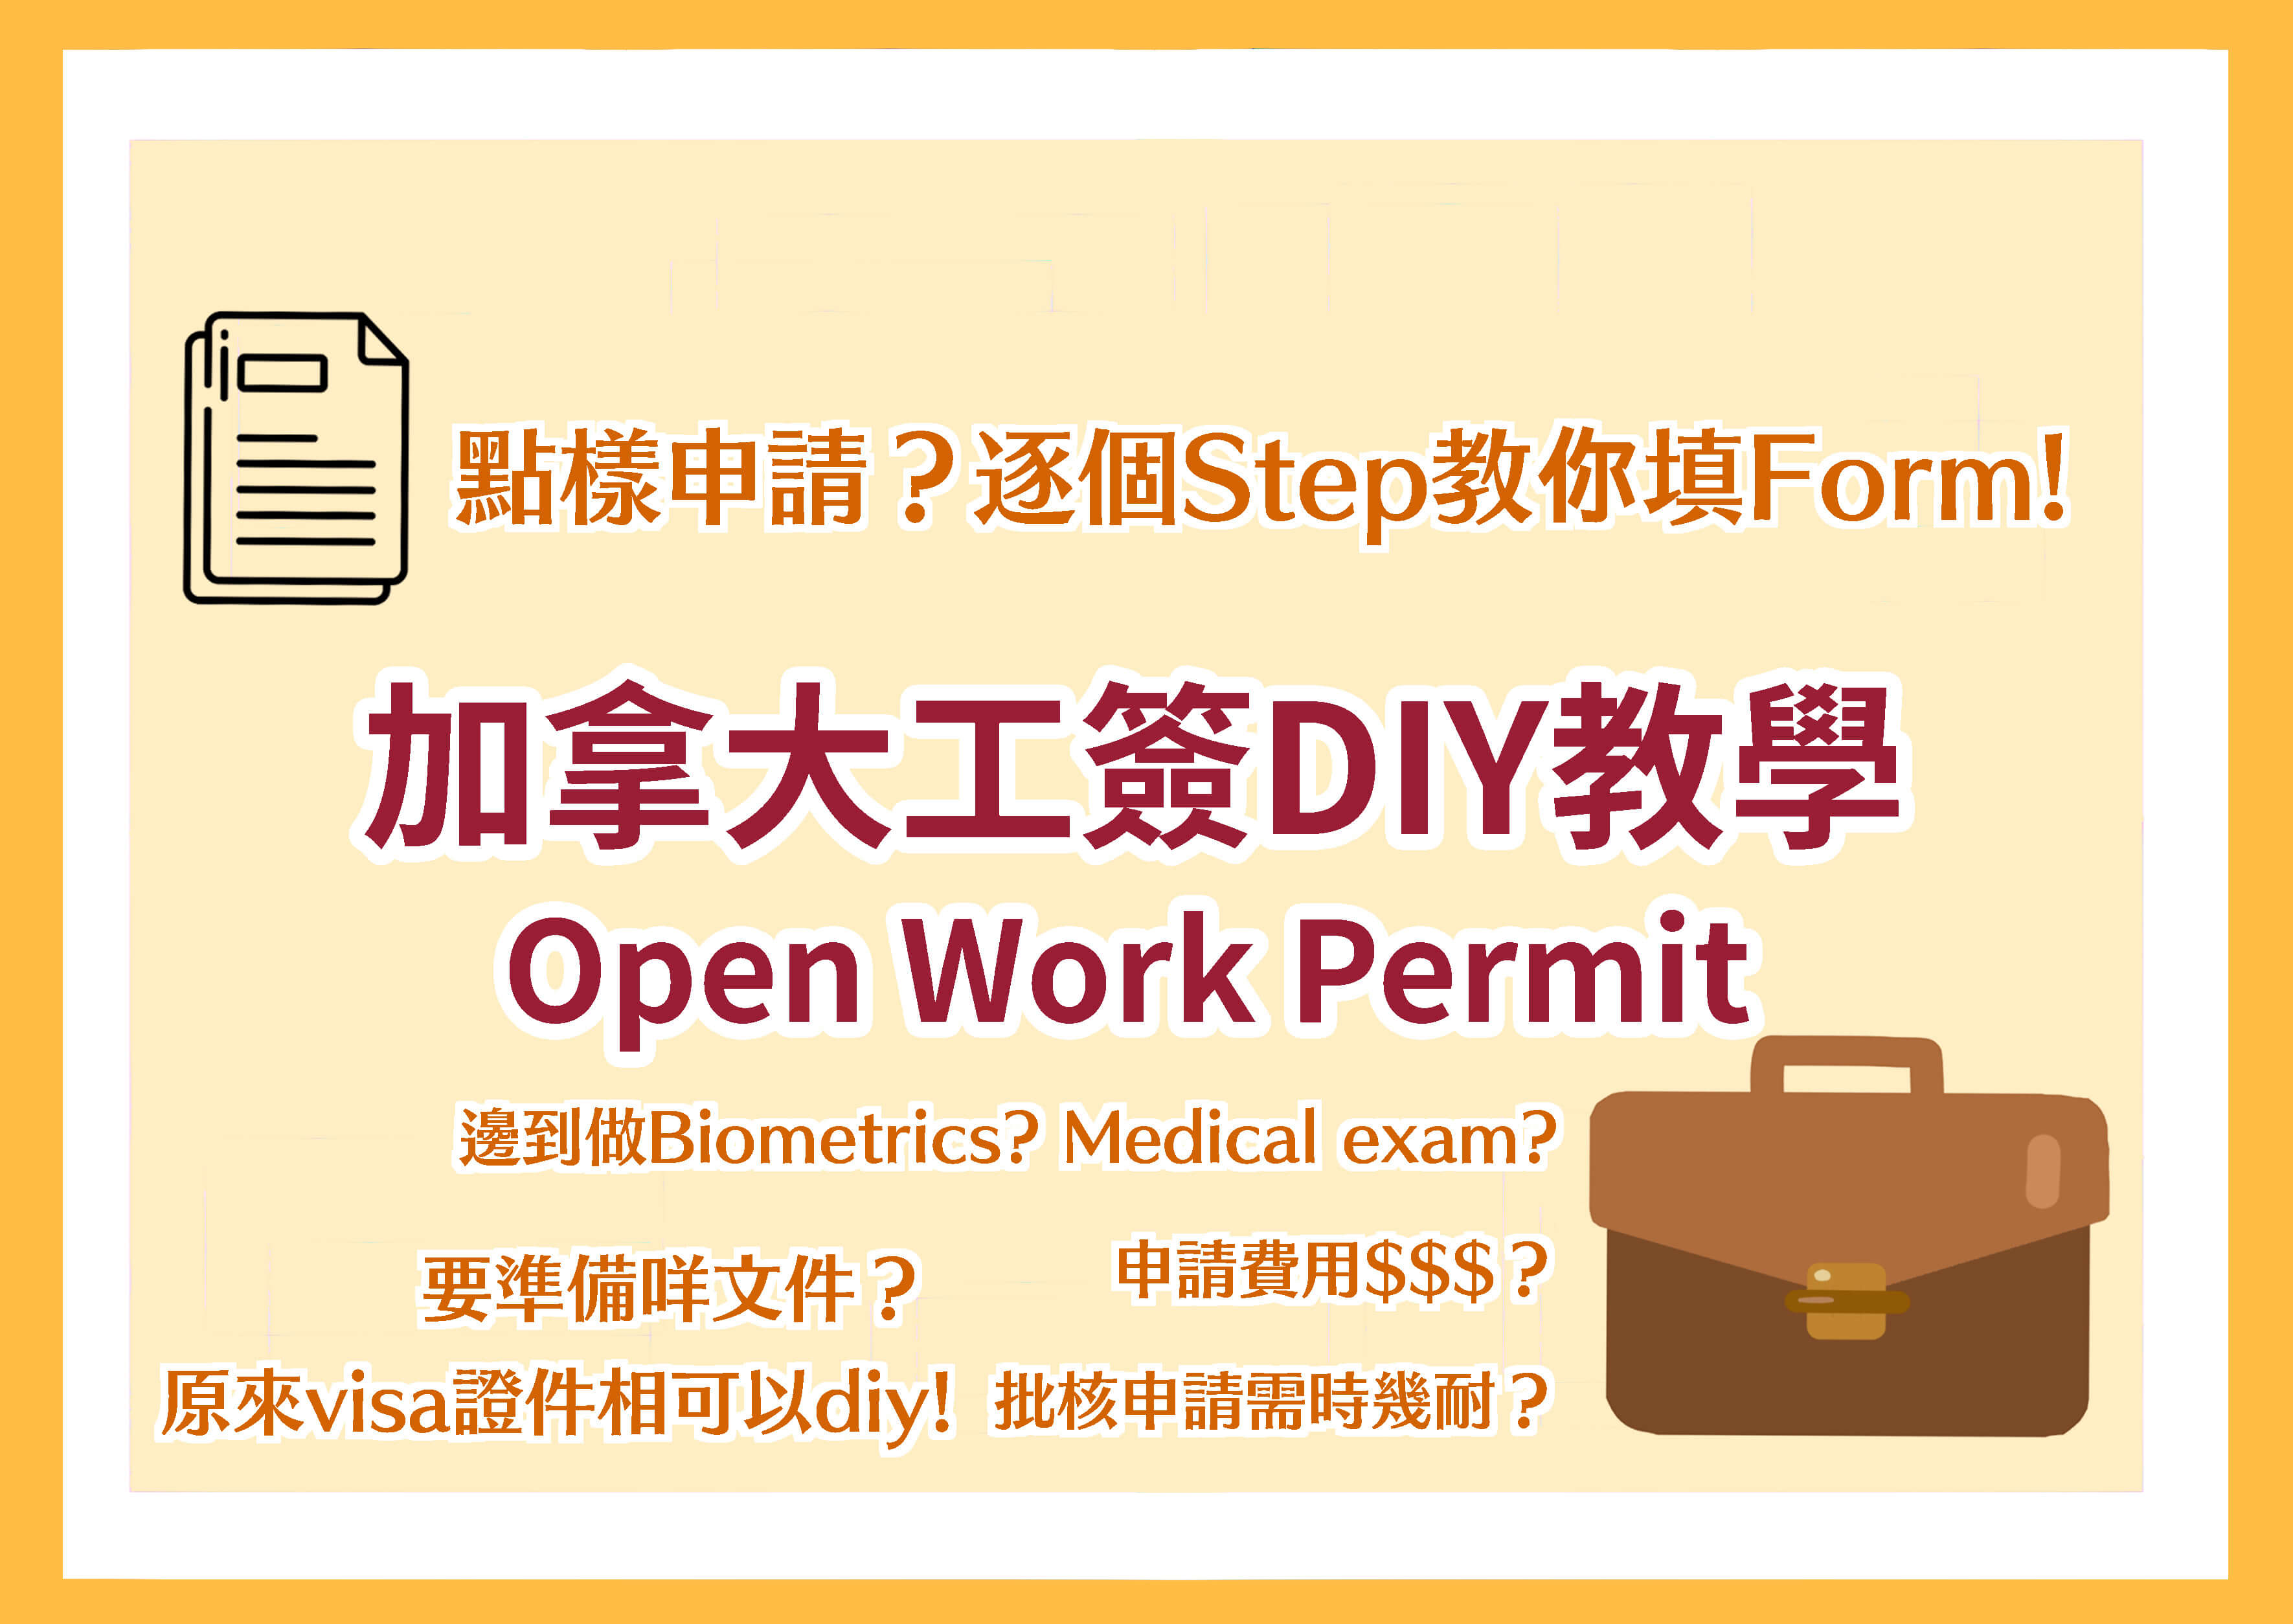 點樣申請？逐個Step教你填Form!
加拿大工簽DIY教學
Open Work Permit
邊到做Biometrics? Medical exam?
要準備咩文件？
申請費用$$$？
原來visa證件相可以diy!
批核申請需時幾耐？